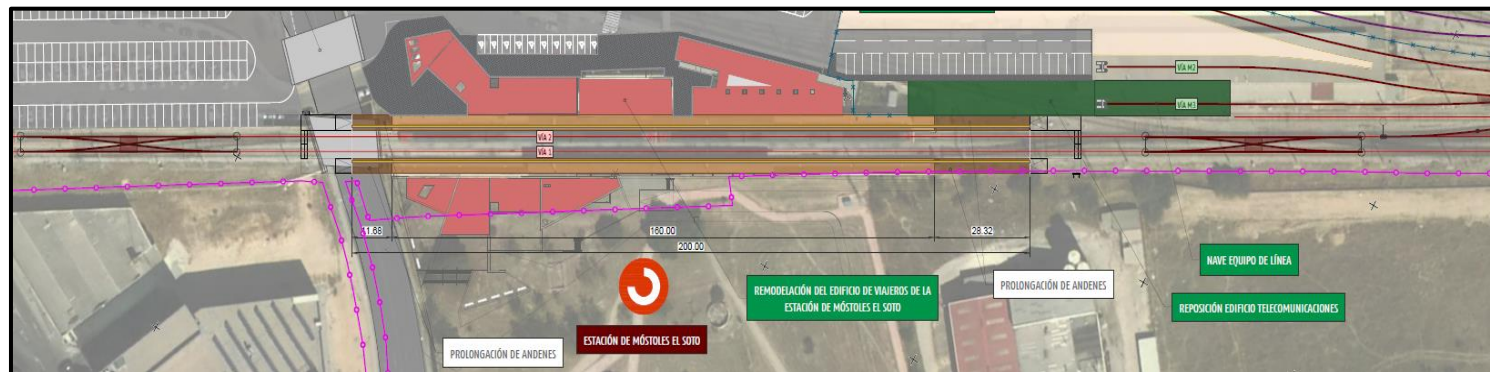 VÍA M2
VÍA M3
VÍA 2
VÍA 1
11.68
160.00
28.32
200.00
NAVE EQUIPO DE LÍNEA
REMODELACIÓN DEL EDIFICIO DE VIAJEROS DE LA
ESTACIÓN DE MÓSTOLES EL SOTO
PROLONGACIÓN DE ANDENES
REPOSICIÓN EDIFICIO TELECOMUNICACIONES
ESTACIÓN DE MÓSTOLES EL SOTO
PROLONGACIÓN DE ANDENES